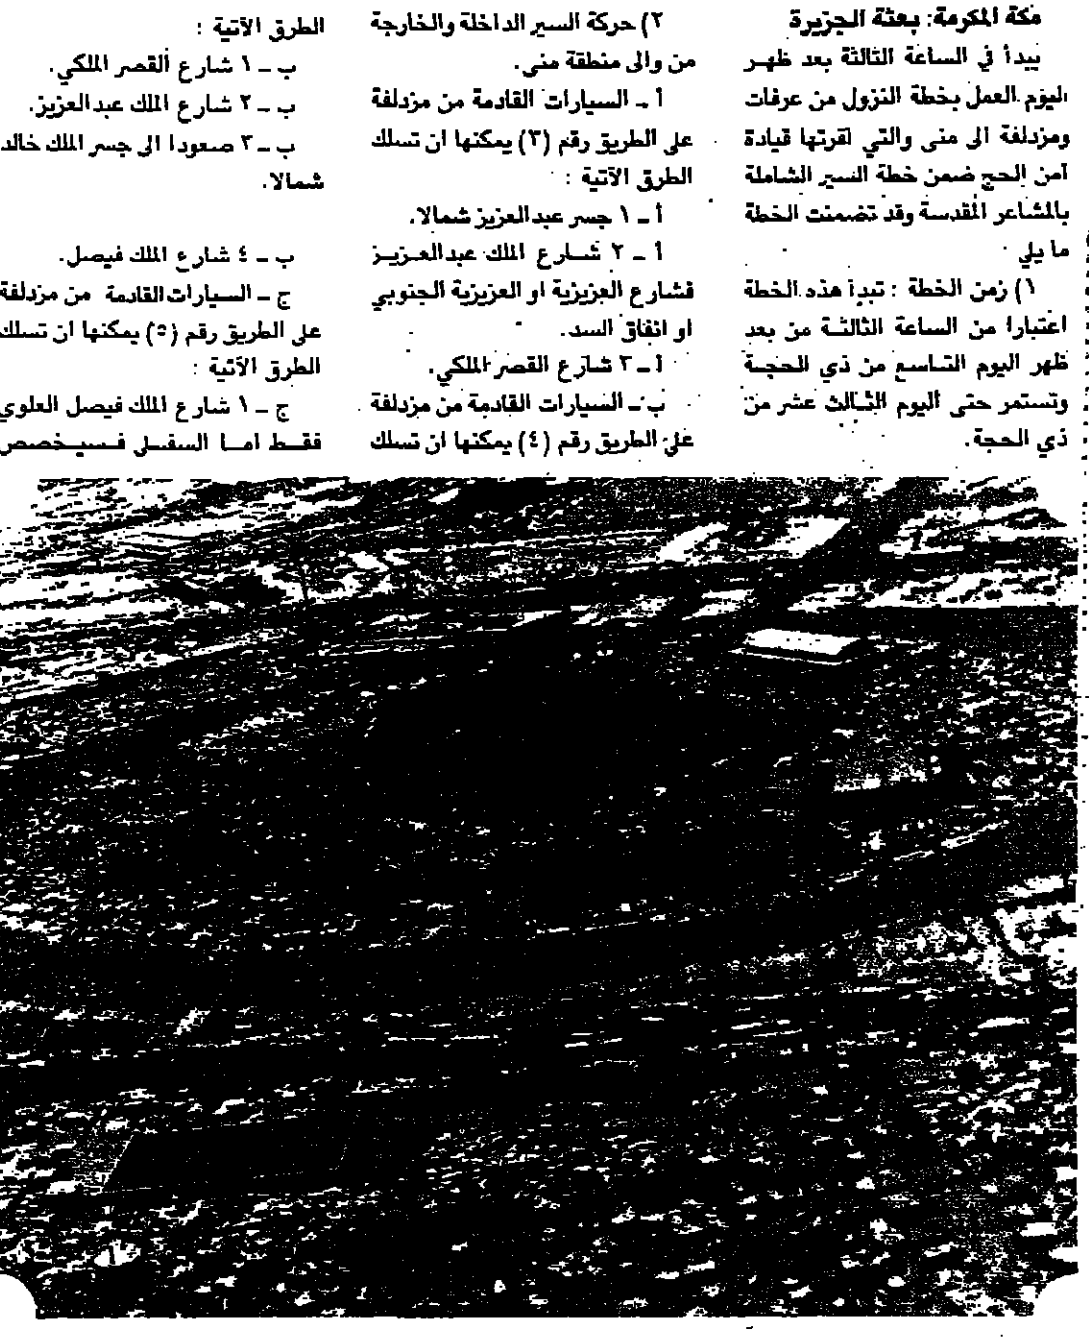 مكة المكرمة: بعثة الجزيرة
يبدأ في الساعة الثالثة بعد ظهر
اليوم العمل بخطة النزول من عرفات
ومزدلفة الى منى والتي اقرتها قيادة
أمن الحج ضمن خطة السير الشاملة
بالمشاعر المقدسة وقد تضمنت الخطة
ما يلي
١) زمن الخطة : تبدأ هذه الخطة
اعتبارا من الساعة الثالثة من بعد
ظهر اليوم التاسع من ذي الحجة
وتستمر حتى اليوم الثالث عشر من
ذي الحجة.
٢) حركة السير الداخلة والخارجة
من والى منطقة منى.
أ ـ السيارات القادمة من مزدلفة
على الطريق رقم (٣) يمكنها ان تسلك
الطرق الآتية :
أ ـ ١ جسر عبدالعزيز شمالا.
أ ـ ٢ شارع الملك عبدالعزيز
فشارع العزيزية او العزيزية الجنوبي
او انفاق السد.
أ ـ ٣ شارع القصر الملكي.
ب ـ السيارات القادمة من مزدلفة
على الطريق رقم (٤) يمكنها ان تسلك
الطرق الآتية :
ب ـ ١ شارع القصر الملكي.
ب ـ ٢ شارع الملك عبدالعزيز.
ب ـ ٣ صعودا الى جسر الملك خالد
شمالا.
ب ـ ٤ شارع الملك فيصل.
ج ـ السيارات القادمة من مزدلفة
على الطريق رقم (٥) يمكنها ان تسلك
الطرق الآتية :
ج ـ ١ شارع الملك فيصل العلوي
فقط اما السفلي فسيخصص